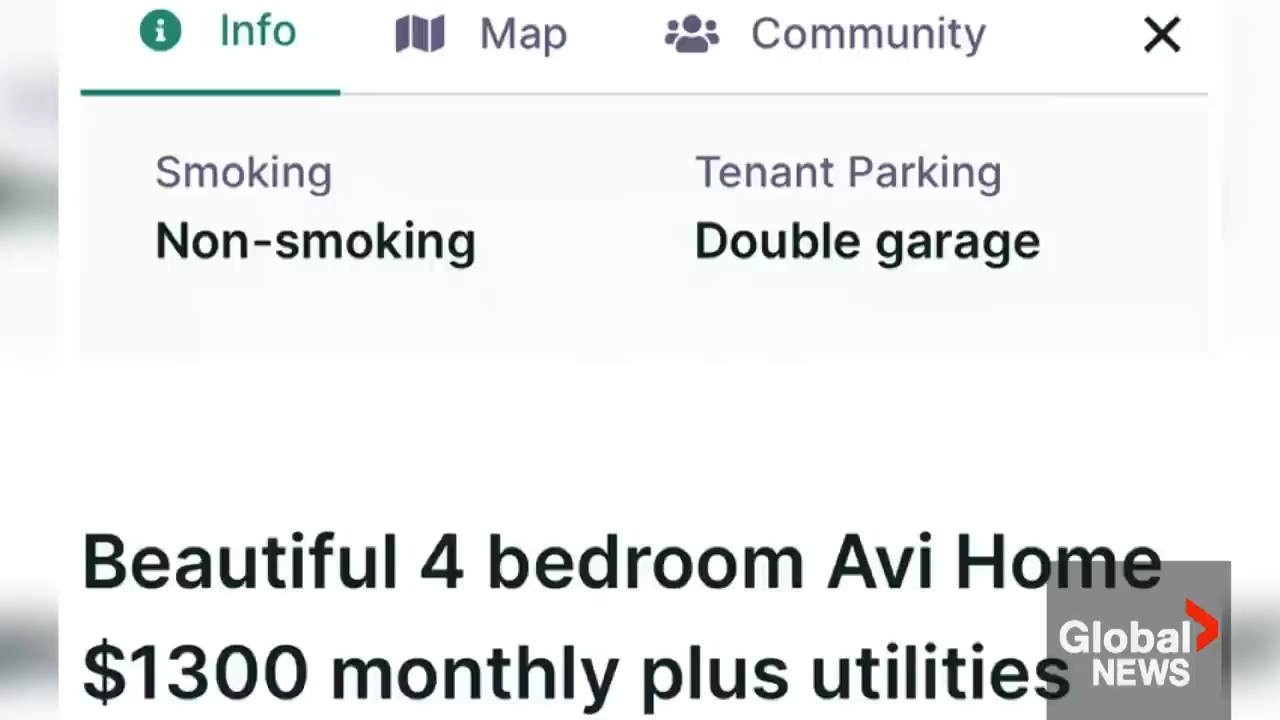 Info Map Community
Smoking Tenant Parking
Non-smoking Double garage
Beautiful 4 bedroom Avi Home
$1300 monthly plus utilities
Global
NEWS